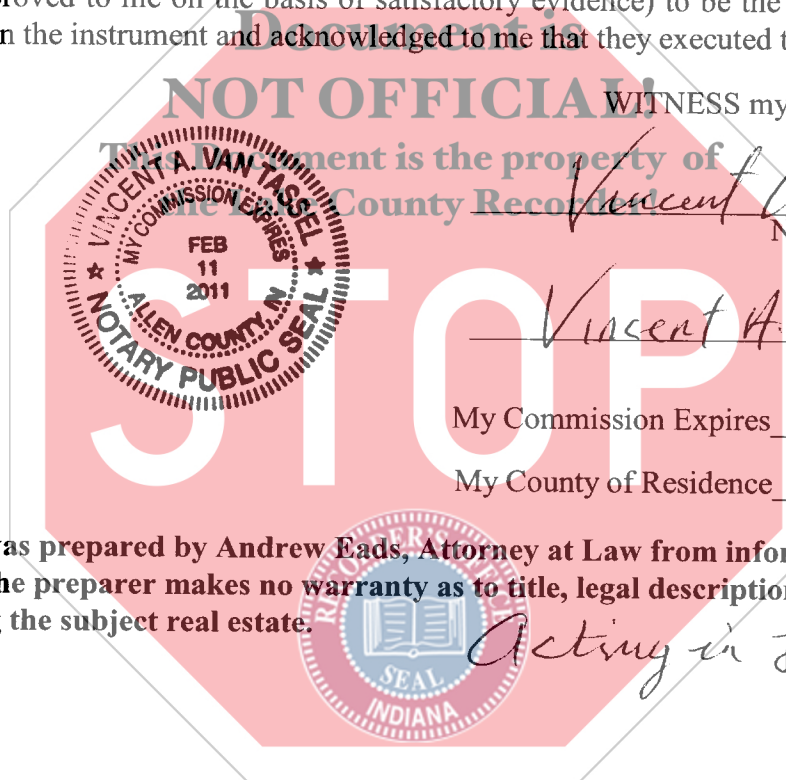 roved to me on the basis of satisfactory evidence) to be the
n the instrument and acknowledged to me that they executed t
Document is
NOT OFFICIAL!
WITNESS my
This Document is the property of
the Lake County Recorder!
VINCENT A. VAN TASSEL
MY COMMISSION EXPIRES
FEB
11
2011
ALLEN COUNTY, IN
NOTARY PUBLIC SEAL
Vincent
N
Vincent A.
STOP
My Commission Expires
My County of Residence
as prepared by Andrew Eads, Attorney at Law from infor
he preparer makes no warranty as to title, legal description
the subject real estate.
Acting in
SEAL
INDIANA